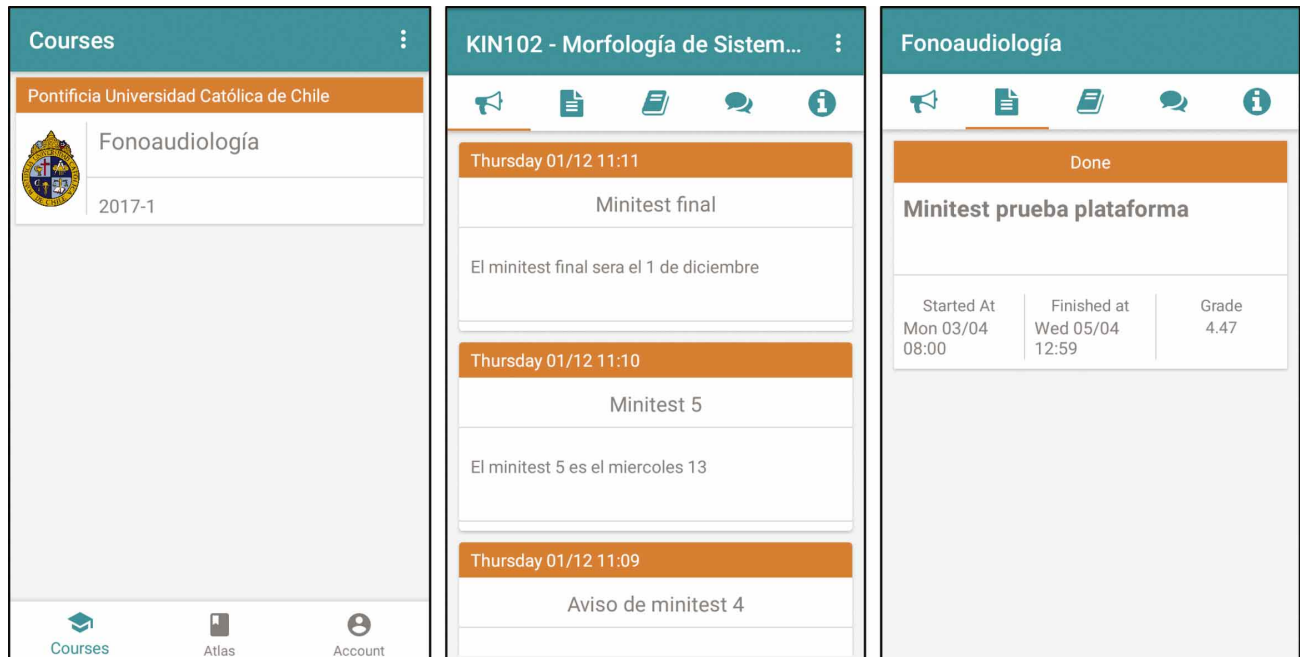 Courses
Pontificia Universidad Católica de Chile
Fonoaudiología
2017-1
Courses
Atlas
Account
KIN102 - Morfología de Sistem...
Thursday 01/12 11:11
Minitest final
El minitest final sera el 1 de diciembre
Thursday 01/12 11:10
Minitest 5
El minitest 5 es el miercoles 13
Thursday 01/12 11:09
Aviso de minitest 4
Fonoaudiología
Done
Minitest prueba plataforma
Started At
Mon 03/04
08:00
Finished at
Wed 05/04
12:59
Grade
4.47